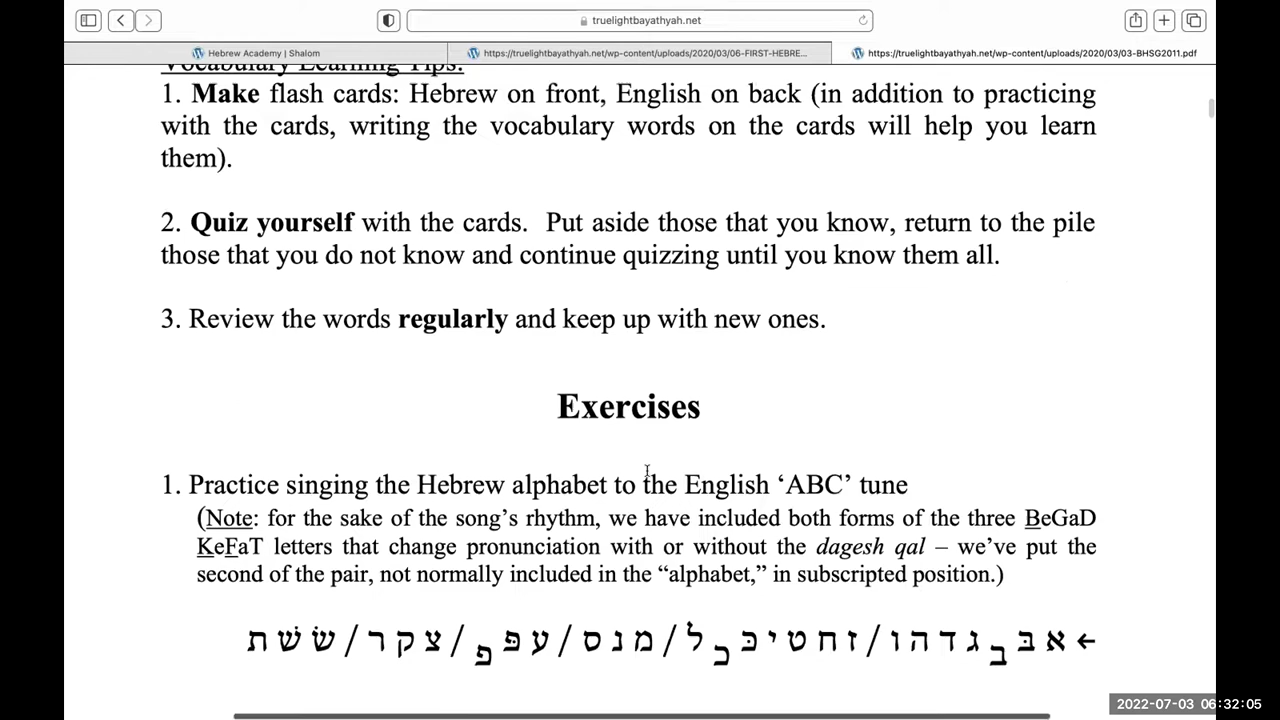 truelightbayathyah.net
Hebrew Academy | Shalom
https://truelightbayathyah.net/wp-content/uploads/2020/03/06-FIRST-HEBRE...
https://truelightbayathyah.net/wp-content/uploads/2020/03/03-BHSG2011.pdf
Vocabulary Learning Tips:
1. Make flash cards: Hebrew on front, English on back (in addition to practicing
with the cards, writing the vocabulary words on the cards will help you learn
them).
2. Quiz yourself with the cards. Put aside those that you know, return to the pile
those that you do not know and continue quizzing until you know them all.
3. Review the words regularly and keep up with new ones.
Exercises
1. Practice singing the Hebrew alphabet to the English ‘ABC’ tune
(Note: for the sake of the song’s rhythm, we have included both forms of the three BeGaD
KeFaT letters that change pronunciation with or without the dagesh qal – we’ve put the
second of the pair, not normally included in the “alphabet,” in subscripted position.)
← א בּ ב ג ד ה ו / ז ח ט י כּ כ ל / מ נ ס / ע פּ פ / צ ק ר / שׂ שׁ ת
2022-07-03 06:32:05